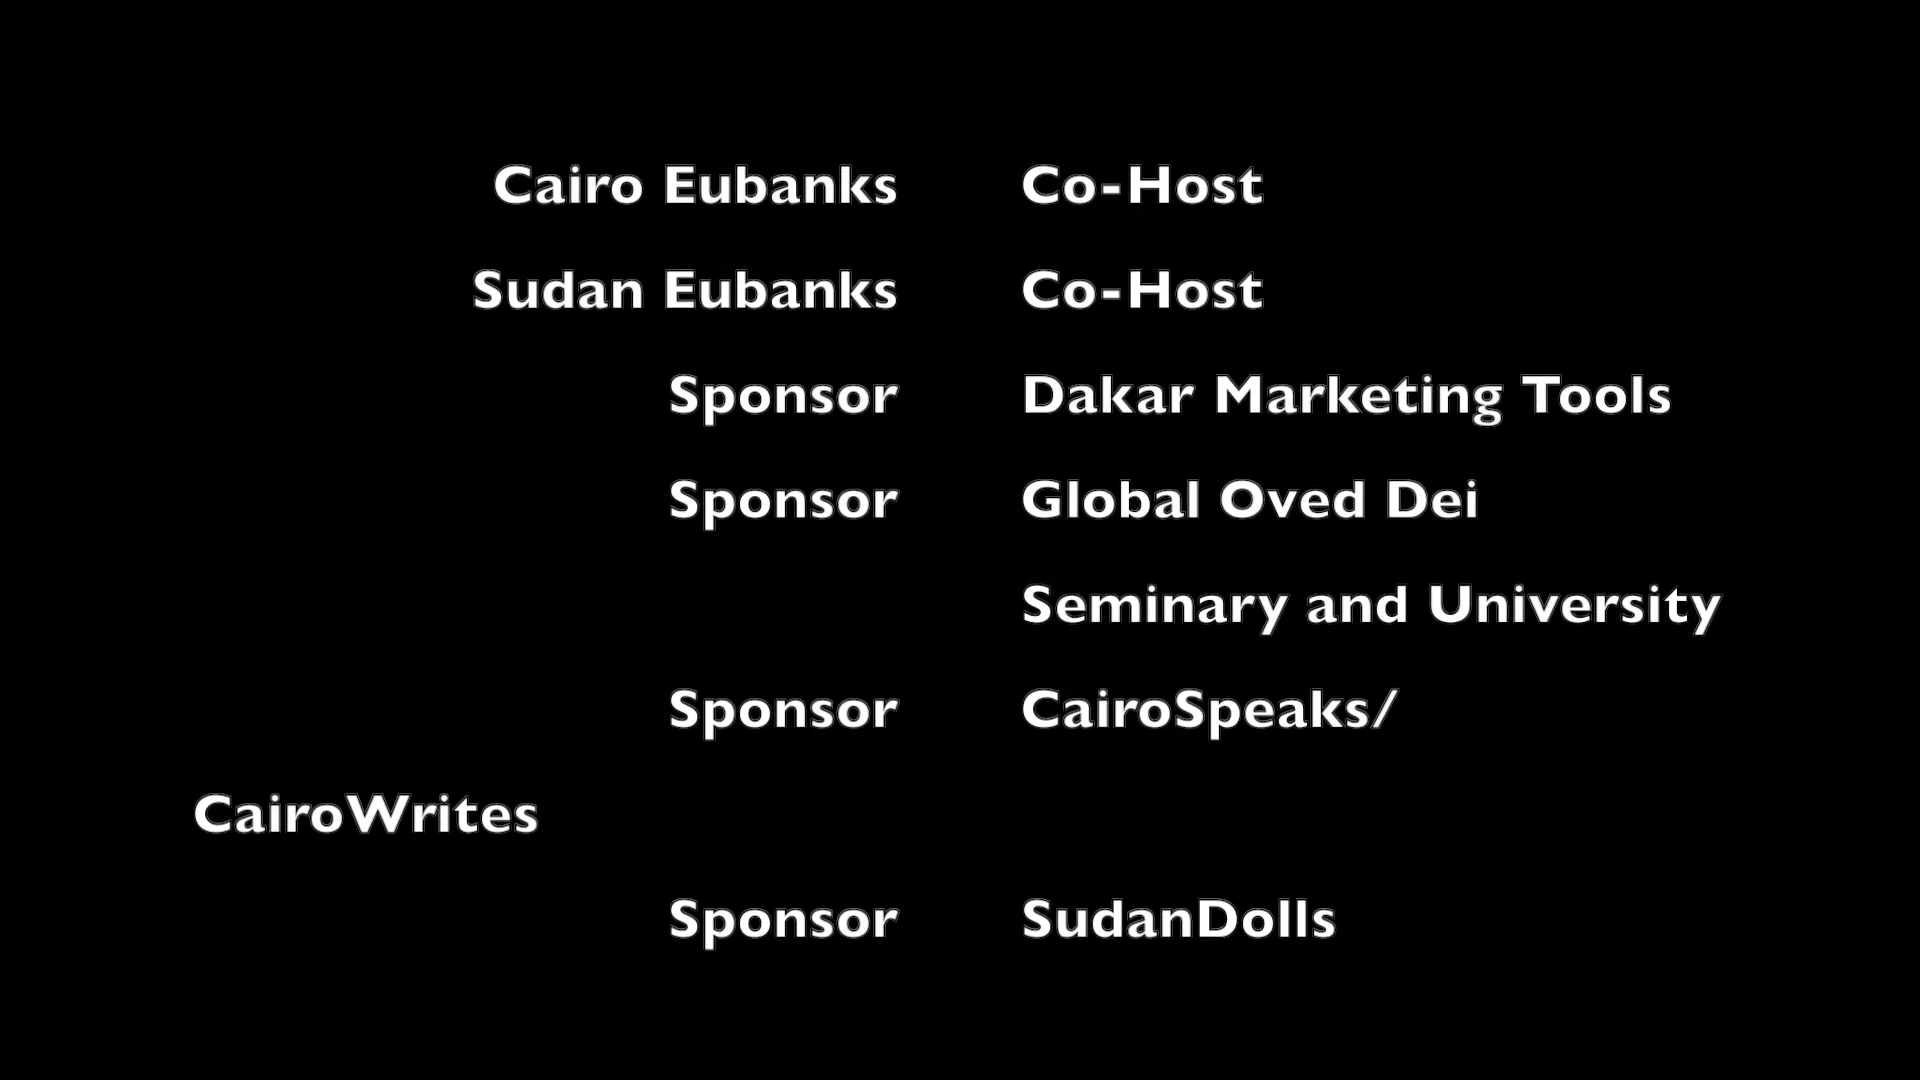 Cairo Eubanks Co-Host
Sudan Eubanks Co-Host
Sponsor Dakar Marketing Tools
Sponsor Global Oved Dei
Seminary and University
Sponsor CairoSpeaks/
CairoWrites
Sponsor SudanDolls